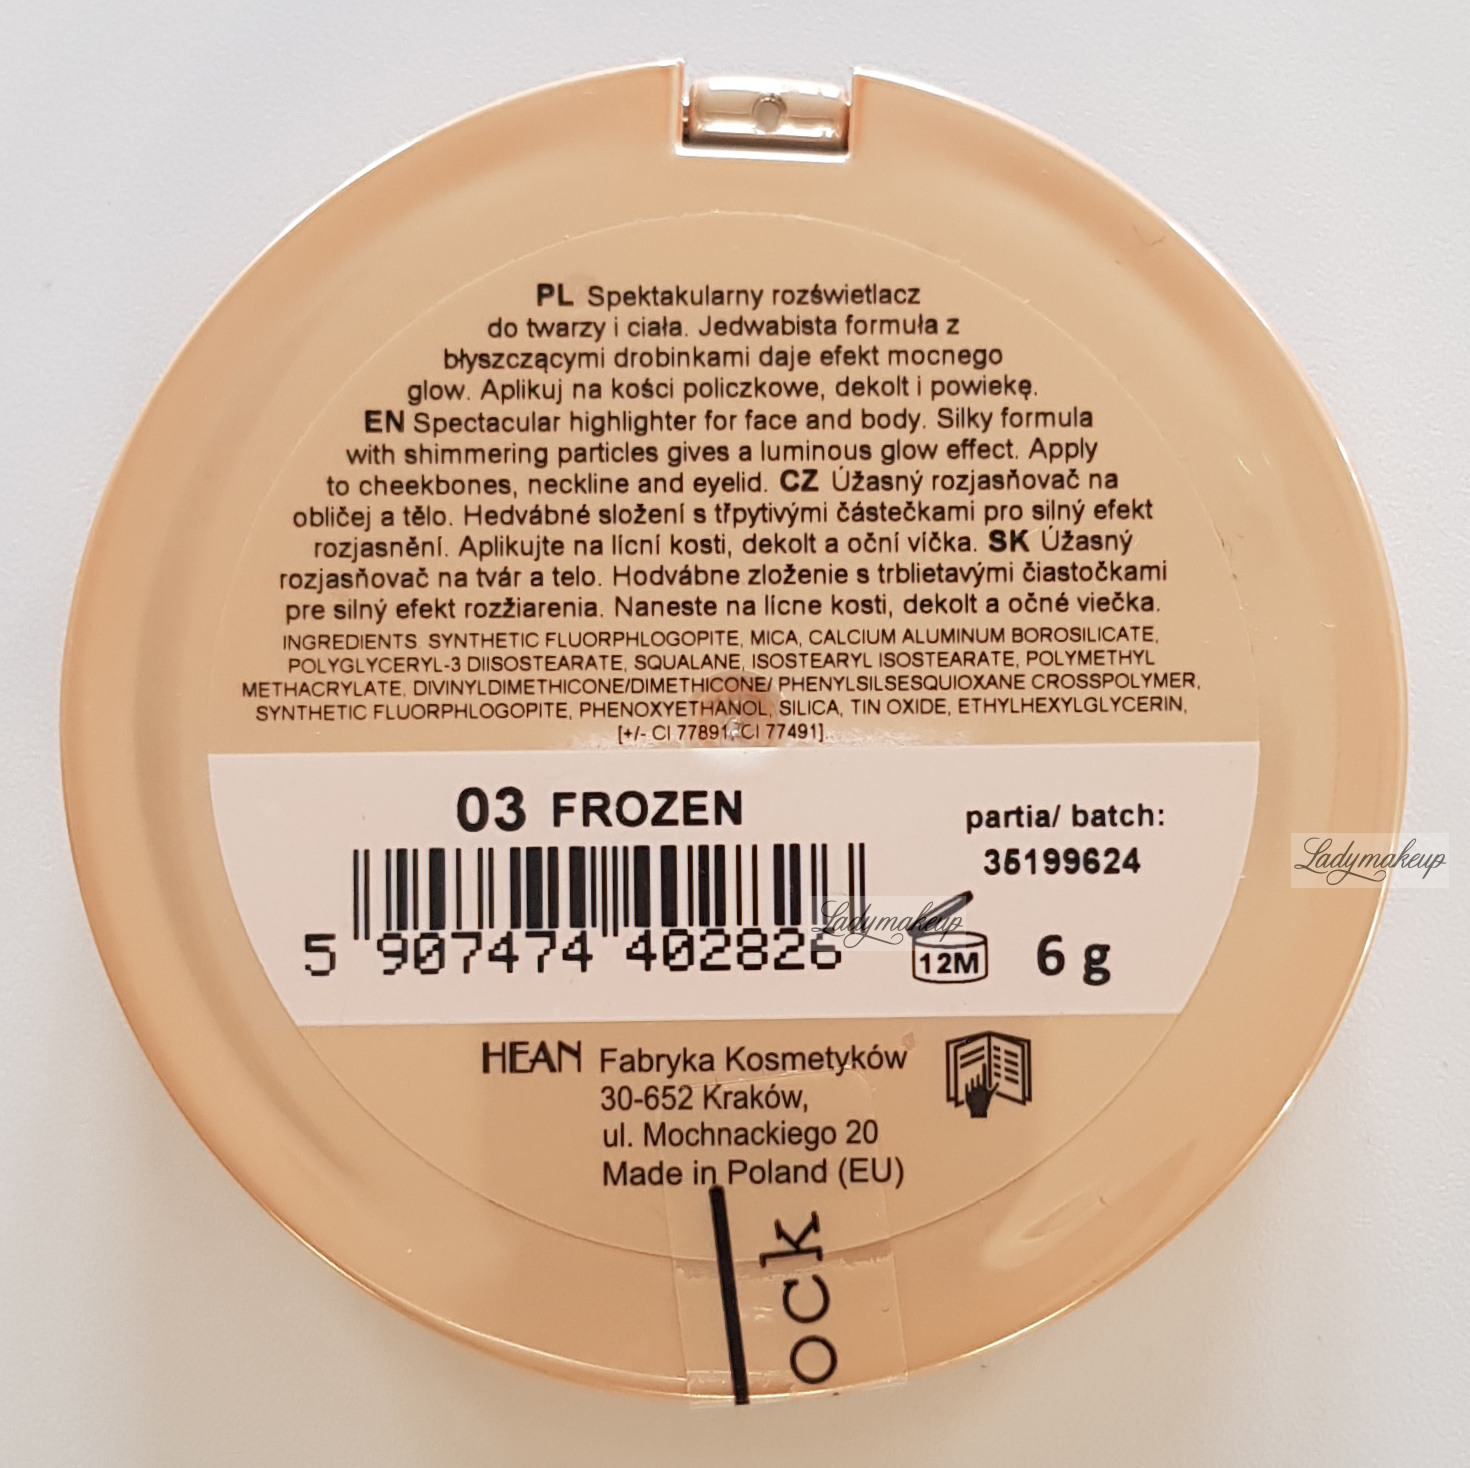 PL Spektakularny rozświetlacz
do twarzy i ciała. Jedwabista formuła z
błyszczącymi drobinkami daje efekt mocnego
glow. Aplikuj na kości policzkowe, dekolt i powiekę.
EN Spectacular highlighter for face and body. Silky formula
with shimmering particles gives a luminous glow effect. Apply
to cheekbones, neckline and eyelid. CZ Úžasný rozjasňovač na
obličej a tělo. Hedvábné složení s třpytivými částečkami pro silný efekt
rozjasnění. Aplikujte na lícní kosti, dekolt a oční víčka. SK Úžasný
rozjasňovač na tvár a telo. Hodvábne zloženie s trblietavými čiastočkami
pre silný efekt rozžiarenia. Naneste na lícne kosti, dekolt a očné viečka.
INGREDIENTS SYNTHETIC FLUORPHLOGOPITE, MICA, CALCIUM ALUMINUM BOROSILICATE,
POLYGLYCERYL-3 DIISOSTEARATE, SQUALANE, ISOSTEARYL ISOSTEARATE, POLYMETHYL
METHACRYLATE, DIVINYLDIMETHICONE/DIMETHICONE/ PHENYLSILSESQUIOXANE CROSSPOLYMER,
SYNTHETIC FLUORPHLOGOPITE, PHENOXYETHANOL, SILICA, TIN OXIDE, ETHYLHEXYLGLYCERIN,
[+/- CI 77891, CI 77491].
03 FROZEN
partia/ batch:
35199624
Ladymakeup
Ladymakeup
5 907474 402826
12M
6 g
HEAN Fabryka Kosmetyków
30-652 Kraków,
ul. Mochnackiego 20
Made in Poland (EU)
ock